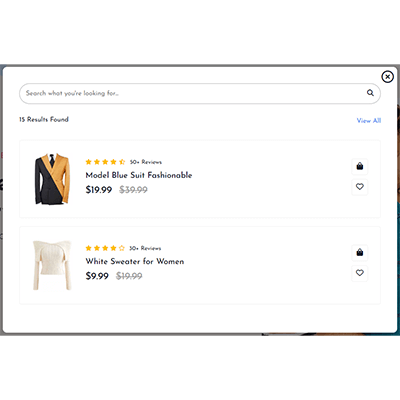 Search what you're looking for..
15 Results Found
View All
50+ Reviews
Model Blue Suit Fashionable
$19.99 $39.99
30+ Reviews
White Sweater for Women
$9.99 $19.99